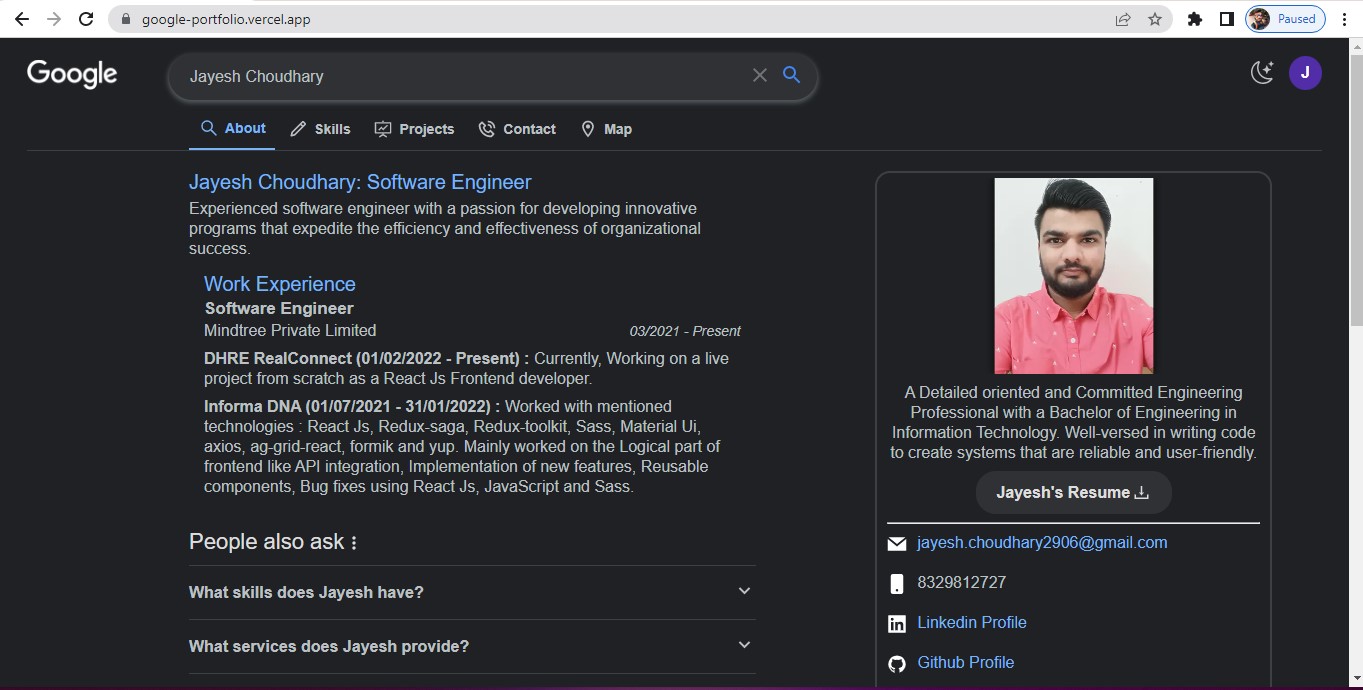 google-portfolio.vercel.app
Paused
Google
Jayesh Choudhary
J
About
Skills
Projects
Contact
Map
Jayesh Choudhary: Software Engineer
Experienced software engineer with a passion for developing innovative
programs that expedite the efficiency and effectiveness of organizational
success.
Work Experience
Software Engineer
Mindtree Private Limited 03/2021 - Present
DHRE RealConnect (01/02/2022 - Present) : Currently, Working on a live
project from scratch as a React Js Frontend developer.
Informa DNA (01/07/2021 - 31/01/2022) : Worked with mentioned
technologies : React Js, Redux-saga, Redux-toolkit, Sass, Material Ui,
axios, ag-grid-react, formik and yup. Mainly worked on the Logical part of
frontend like API integration, Implementation of new features, Reusable
components, Bug fixes using React Js, JavaScript and Sass.
People also ask
What skills does Jayesh have?
What services does Jayesh provide?
A Detailed oriented and Committed Engineering
Professional with a Bachelor of Engineering in
Information Technology. Well-versed in writing code
to create systems that are reliable and user-friendly.
Jayesh's Resume
jayesh.choudhary2906@gmail.com
8329812727
in
Linkedin Profile
Github Profile